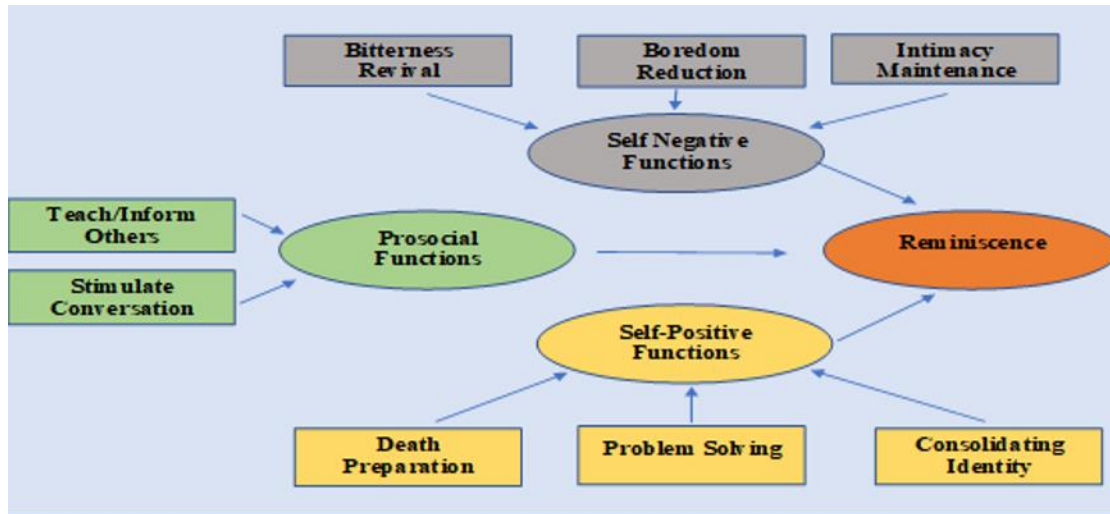 Bitterness
Revival
Boredom
Reduction
Intimacy
Maintenance
Self Negative
Functions
Teach/Inform
Others
Prosocial
Functions
Reminiscence
Stimulate
Conversation
Self-Positive
Functions
Death
Preparation
Problem Solving
Consolidating
Identity